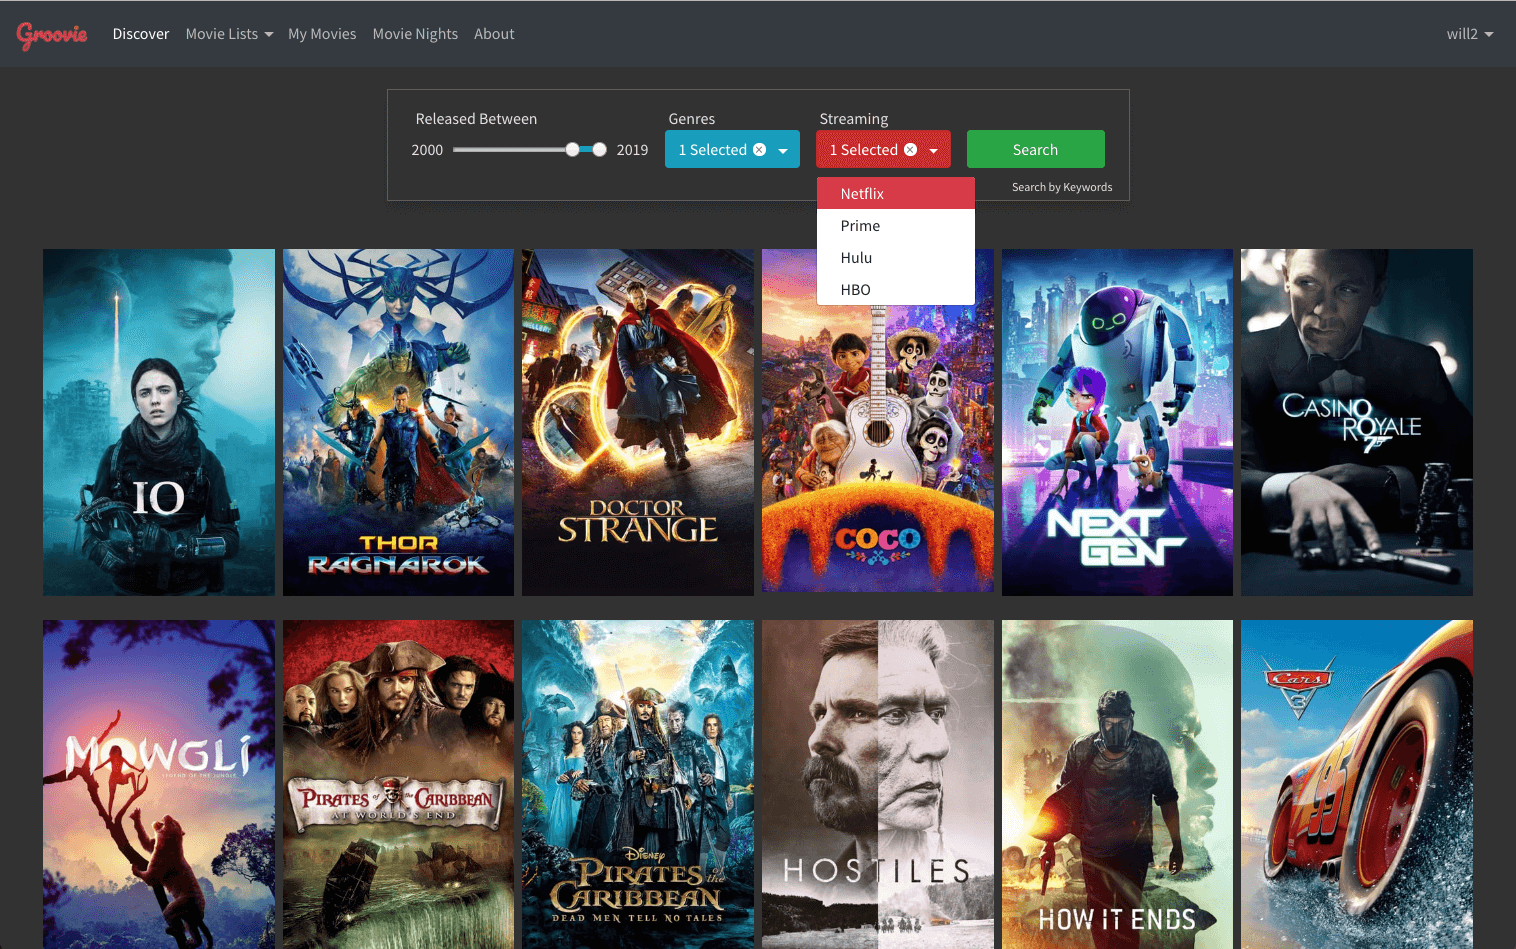 Groovie Discover Movie Lists My Movies Movie Nights About will2
Released Between Genres Streaming
2000 2019 1 Selected 1 Selected Search
Search by Keywords
Netflix
Prime
Hulu
HBO
IO
THOR
RAGNAROK
DOCTOR
STRANGE
COCO
NEXT
GEN
CASINO
ROYALE
007
MOWGLI
LEGEND OF THE JUNGLE
PIRATES of the CARIBBEAN
AT WORLD'S END
Disney
PIRATES of the
CARIBBEAN
DEAD MEN TELL NO TALES
HOSTILES
HOW IT ENDS
Cars
3
95